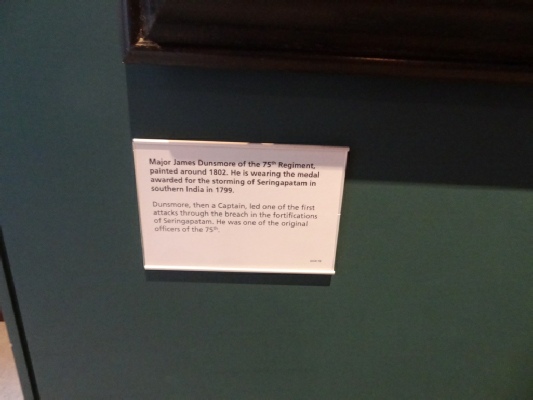 Major James Dunsmore of the 75th Regiment,
painted around 1802. He is wearing the medal
awarded for the storming of Seringapatam in
southern India in 1799.
Dunsmore, then a Captain, led one of the first
attacks through the breach in the fortifications
of Seringapatam. He was one of the original
officers of the 75th.